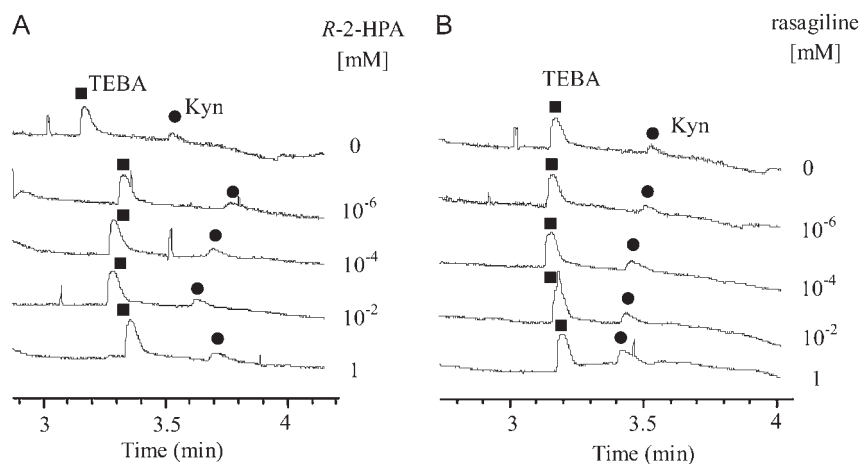 A
R-2-HPA
[mM]
TEBA
Kyn
0
10⁻⁶
10⁻⁴
10⁻²
1
3 3.5 4
Time (min)
B
rasagiline
[mM]
TEBA
Kyn
0
10⁻⁶
10⁻⁴
10⁻²
1
3 3.5 4
Time (min)